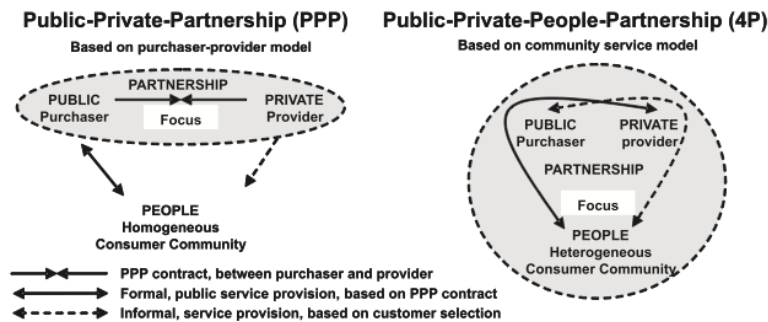 Public-Private-Partnership (PPP)
Based on purchaser-provider model
PARTNERSHIP
PUBLIC
Purchaser
PRIVATE
Provider
Focus
PEOPLE
Homogeneous
Consumer Community
Public-Private-People-Partnership (4P)
Based on community service model
PUBLIC
Purchaser
PRIVATE
provider
PARTNERSHIP
Focus
PEOPLE
Heterogeneous
Consumer Community
PPP contract, between purchaser and provider
Formal, public service provision, based on PPP contract
Informal, service provision, based on customer selection